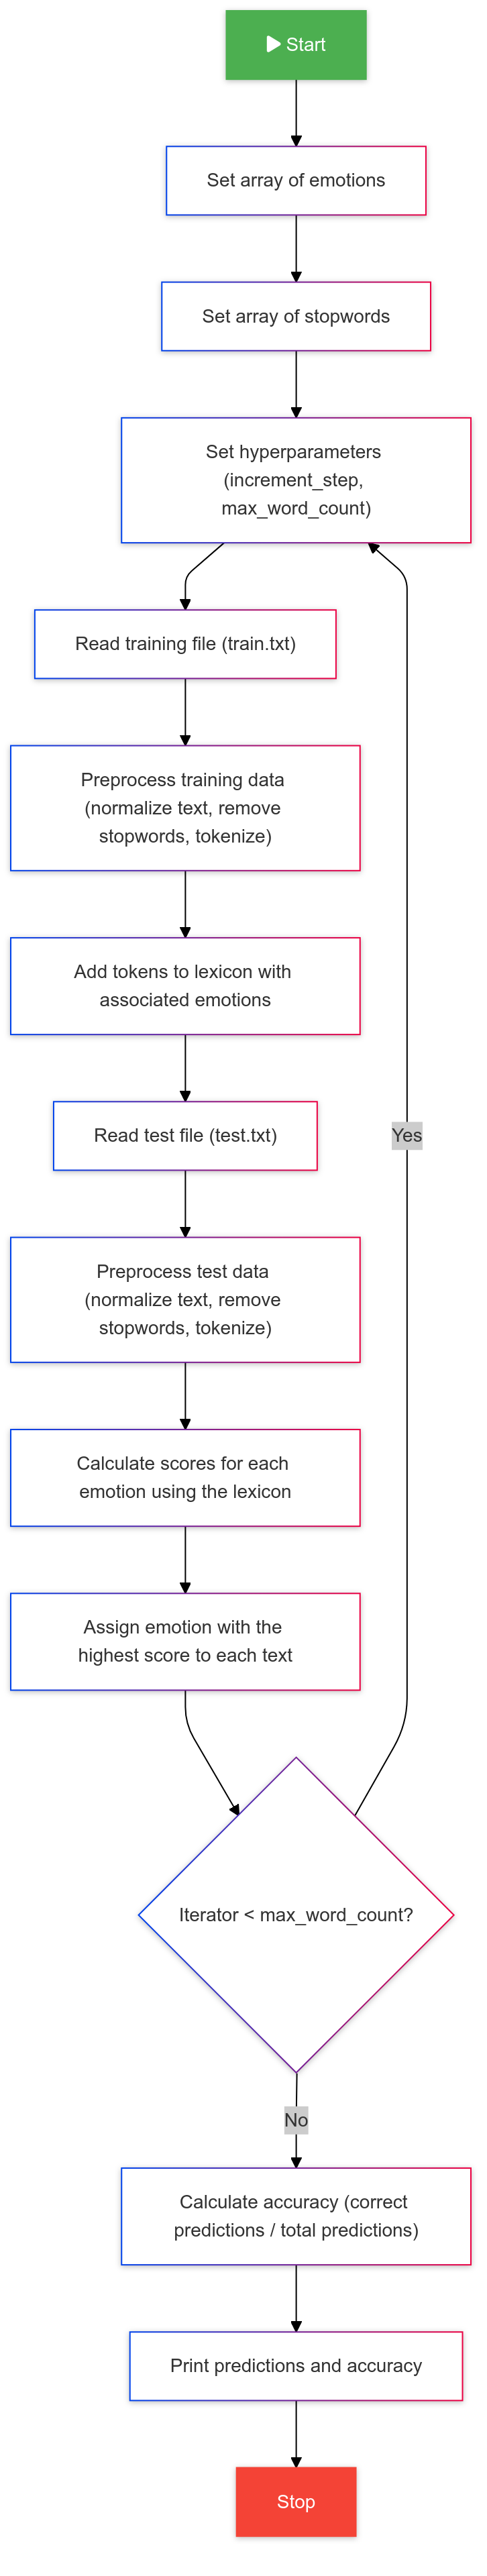 Start
Set array of emotions
Set array of stopwords
Set hyperparameters
(increment_step,
max_word_count)
Read training file (train.txt)
Preprocess training data
(normalize text, remove
stopwords, tokenize)
Add tokens to lexicon with
associated emotions
Read test file (test.txt)
Yes
Preprocess test data
(normalize text, remove
stopwords, tokenize)
Calculate scores for each
emotion using the lexicon
Assign emotion with the
highest score to each text
Iterator < max_word_count?
No
Calculate accuracy (correct
predictions / total predictions)
Print predictions and accuracy
Stop